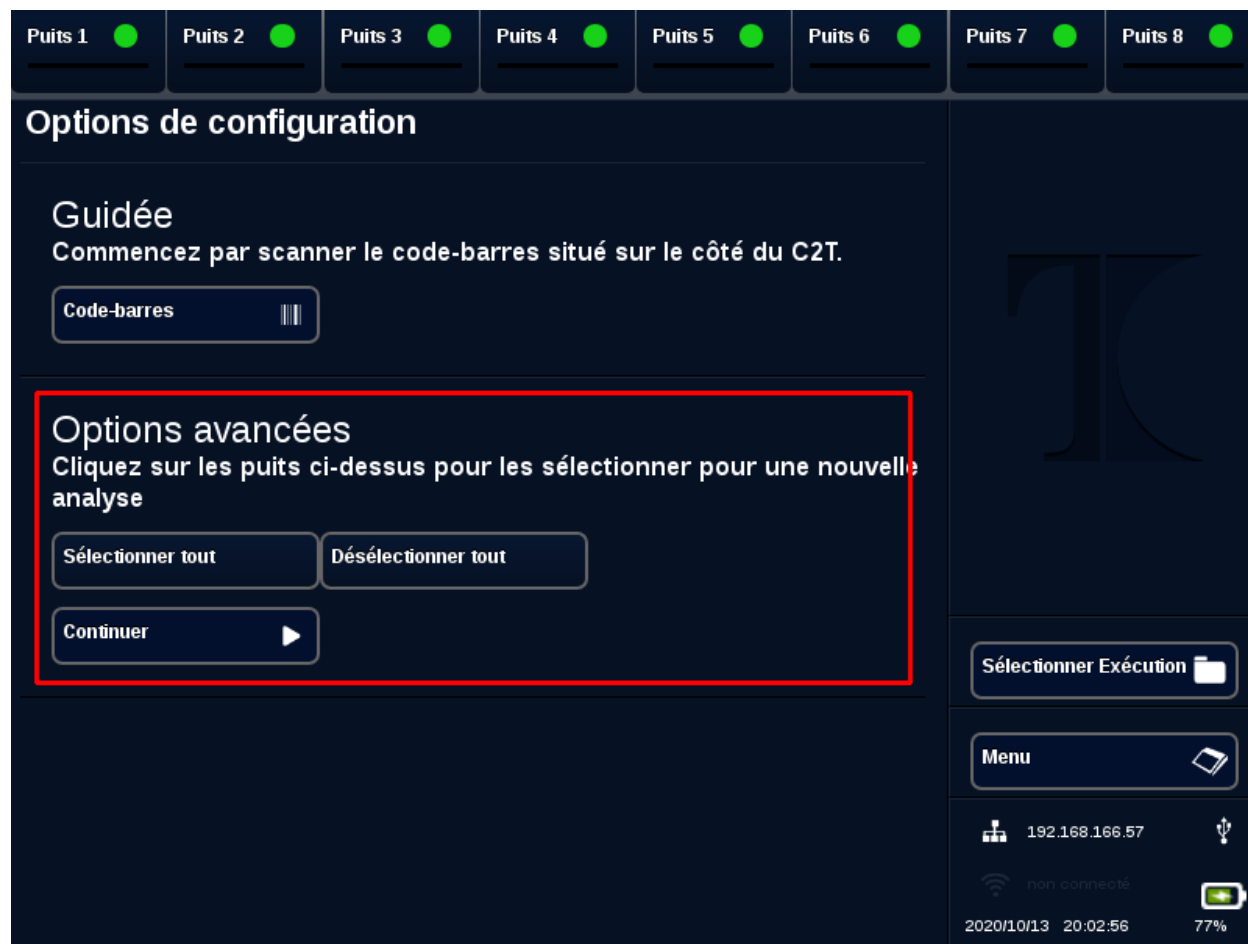 Puits 1 Puits 2 Puits 3 Puits 4 Puits 5 Puits 6 Puits 7 Puits 8
Options de configuration
Guidée
Commencez par scanner le code-barres situé sur le côté du C2T.
Code-barres
Options avancées
Cliquez sur les puits ci-dessus pour les sélectionner pour une nouvelle
analyse
Sélectionner tout Désélectionner tout
Continuer
Sélectionner Exécution
Menu
192.168.166.57
non connecté
2020/10/13 20:02:56 77%